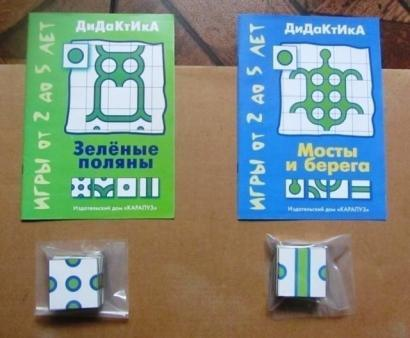 ДиДаКтИкА
ИГРЫ ОТ 2 ДО 5 ЛЕТ
Зелёные
поляны
Издательский дом «КАРАПУЗ»
ДиДаКтИкА
ИГРЫ ОТ 2 ДО 5 ЛЕТ
Мосты
и берега
Издательский дом «КАРАПУЗ»